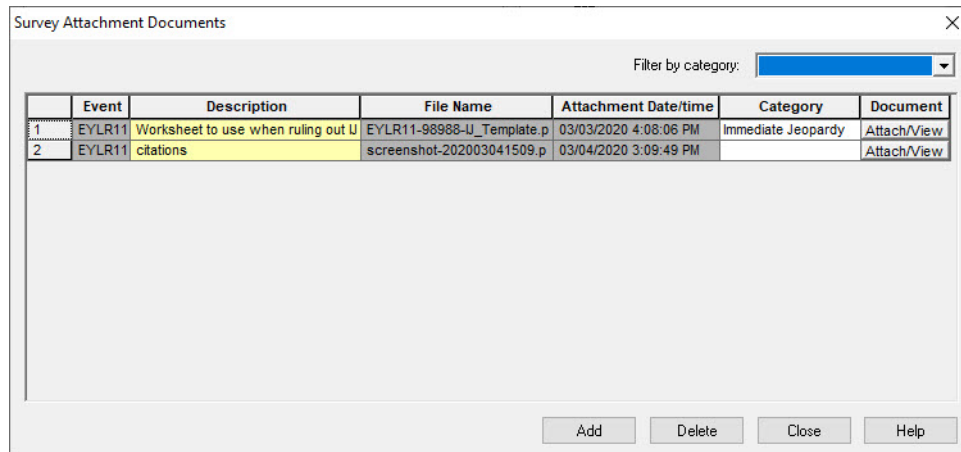 Survey Attachment Documents
Filter by category:
Event Description File Name Attachment Date/time Category Document
1 EYLR11 Worksheet to use when ruling out IJ EYLR11-98988-IJ_Template.p 03/03/2020 4:08:06 PM Immediate Jeopardy Attach/View
2 EYLR11 citations screenshot-202003041509.p 03/04/2020 3:09:49 PM Attach/View
Add Delete Close Help